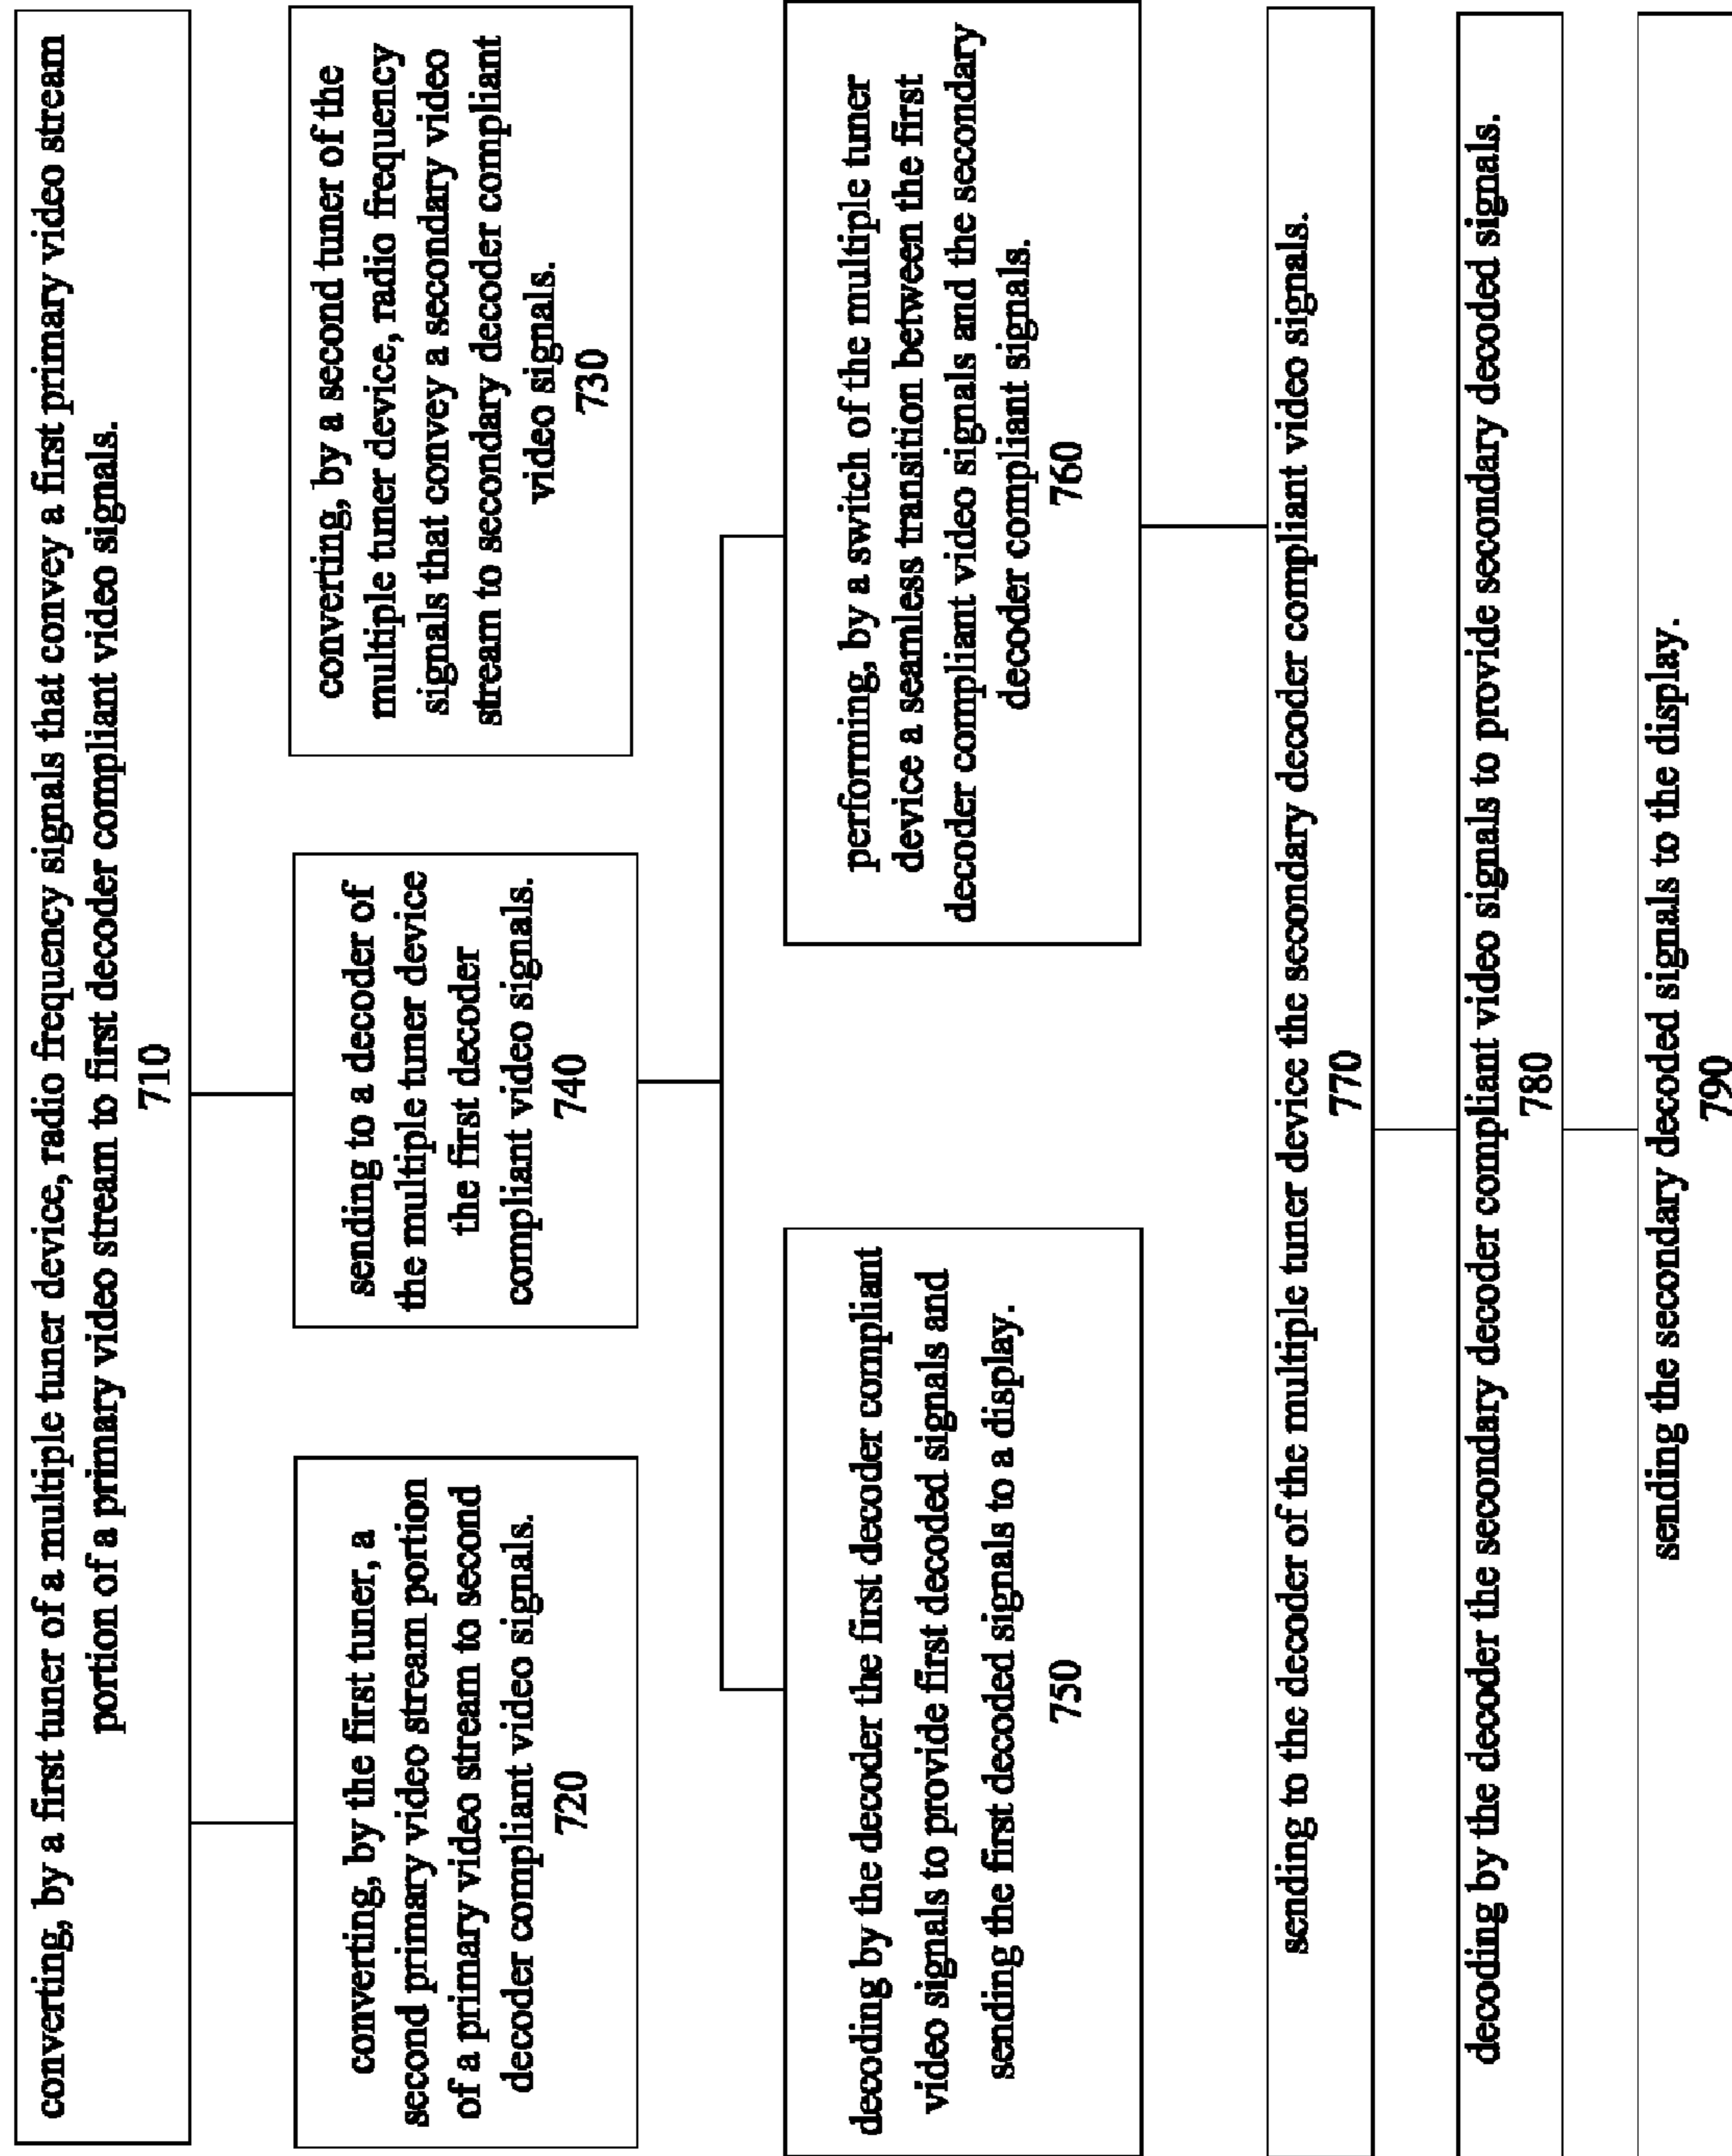 converting, by a first tuner of a multiple tuner device, radio frequency signals that convey a first primary video stream
portion of a primary video stream to first decoder compliant video signals.
710
converting, by the first tuner, a
second primary video stream portion
of a primary video stream to second
decoder compliant video signals.
720
sending to a decoder of
the multiple tuner device
the first decoder
compliant video signals.
740
converting, by a second tuner of the
multiple tuner device, radio frequency
signals that convey a secondary video
stream to secondary decoder compliant
video signals.
730
decoding by the decoder the first decoder compliant
video signals to provide first decoded signals and
sending the first decoded signals to a display.
750
performing, by a switch of the multiple tuner
device a seamless transition between the first
decoder compliant video signals and the secondary
decoder compliant signals.
760
sending to the decoder of the multiple tuner device the secondary decoder compliant video signals.
770
decoding by the decoder the secondary decoder compliant video signals to provide secondary decoded signals.
780
sending the secondary decoded signals to the display.
790